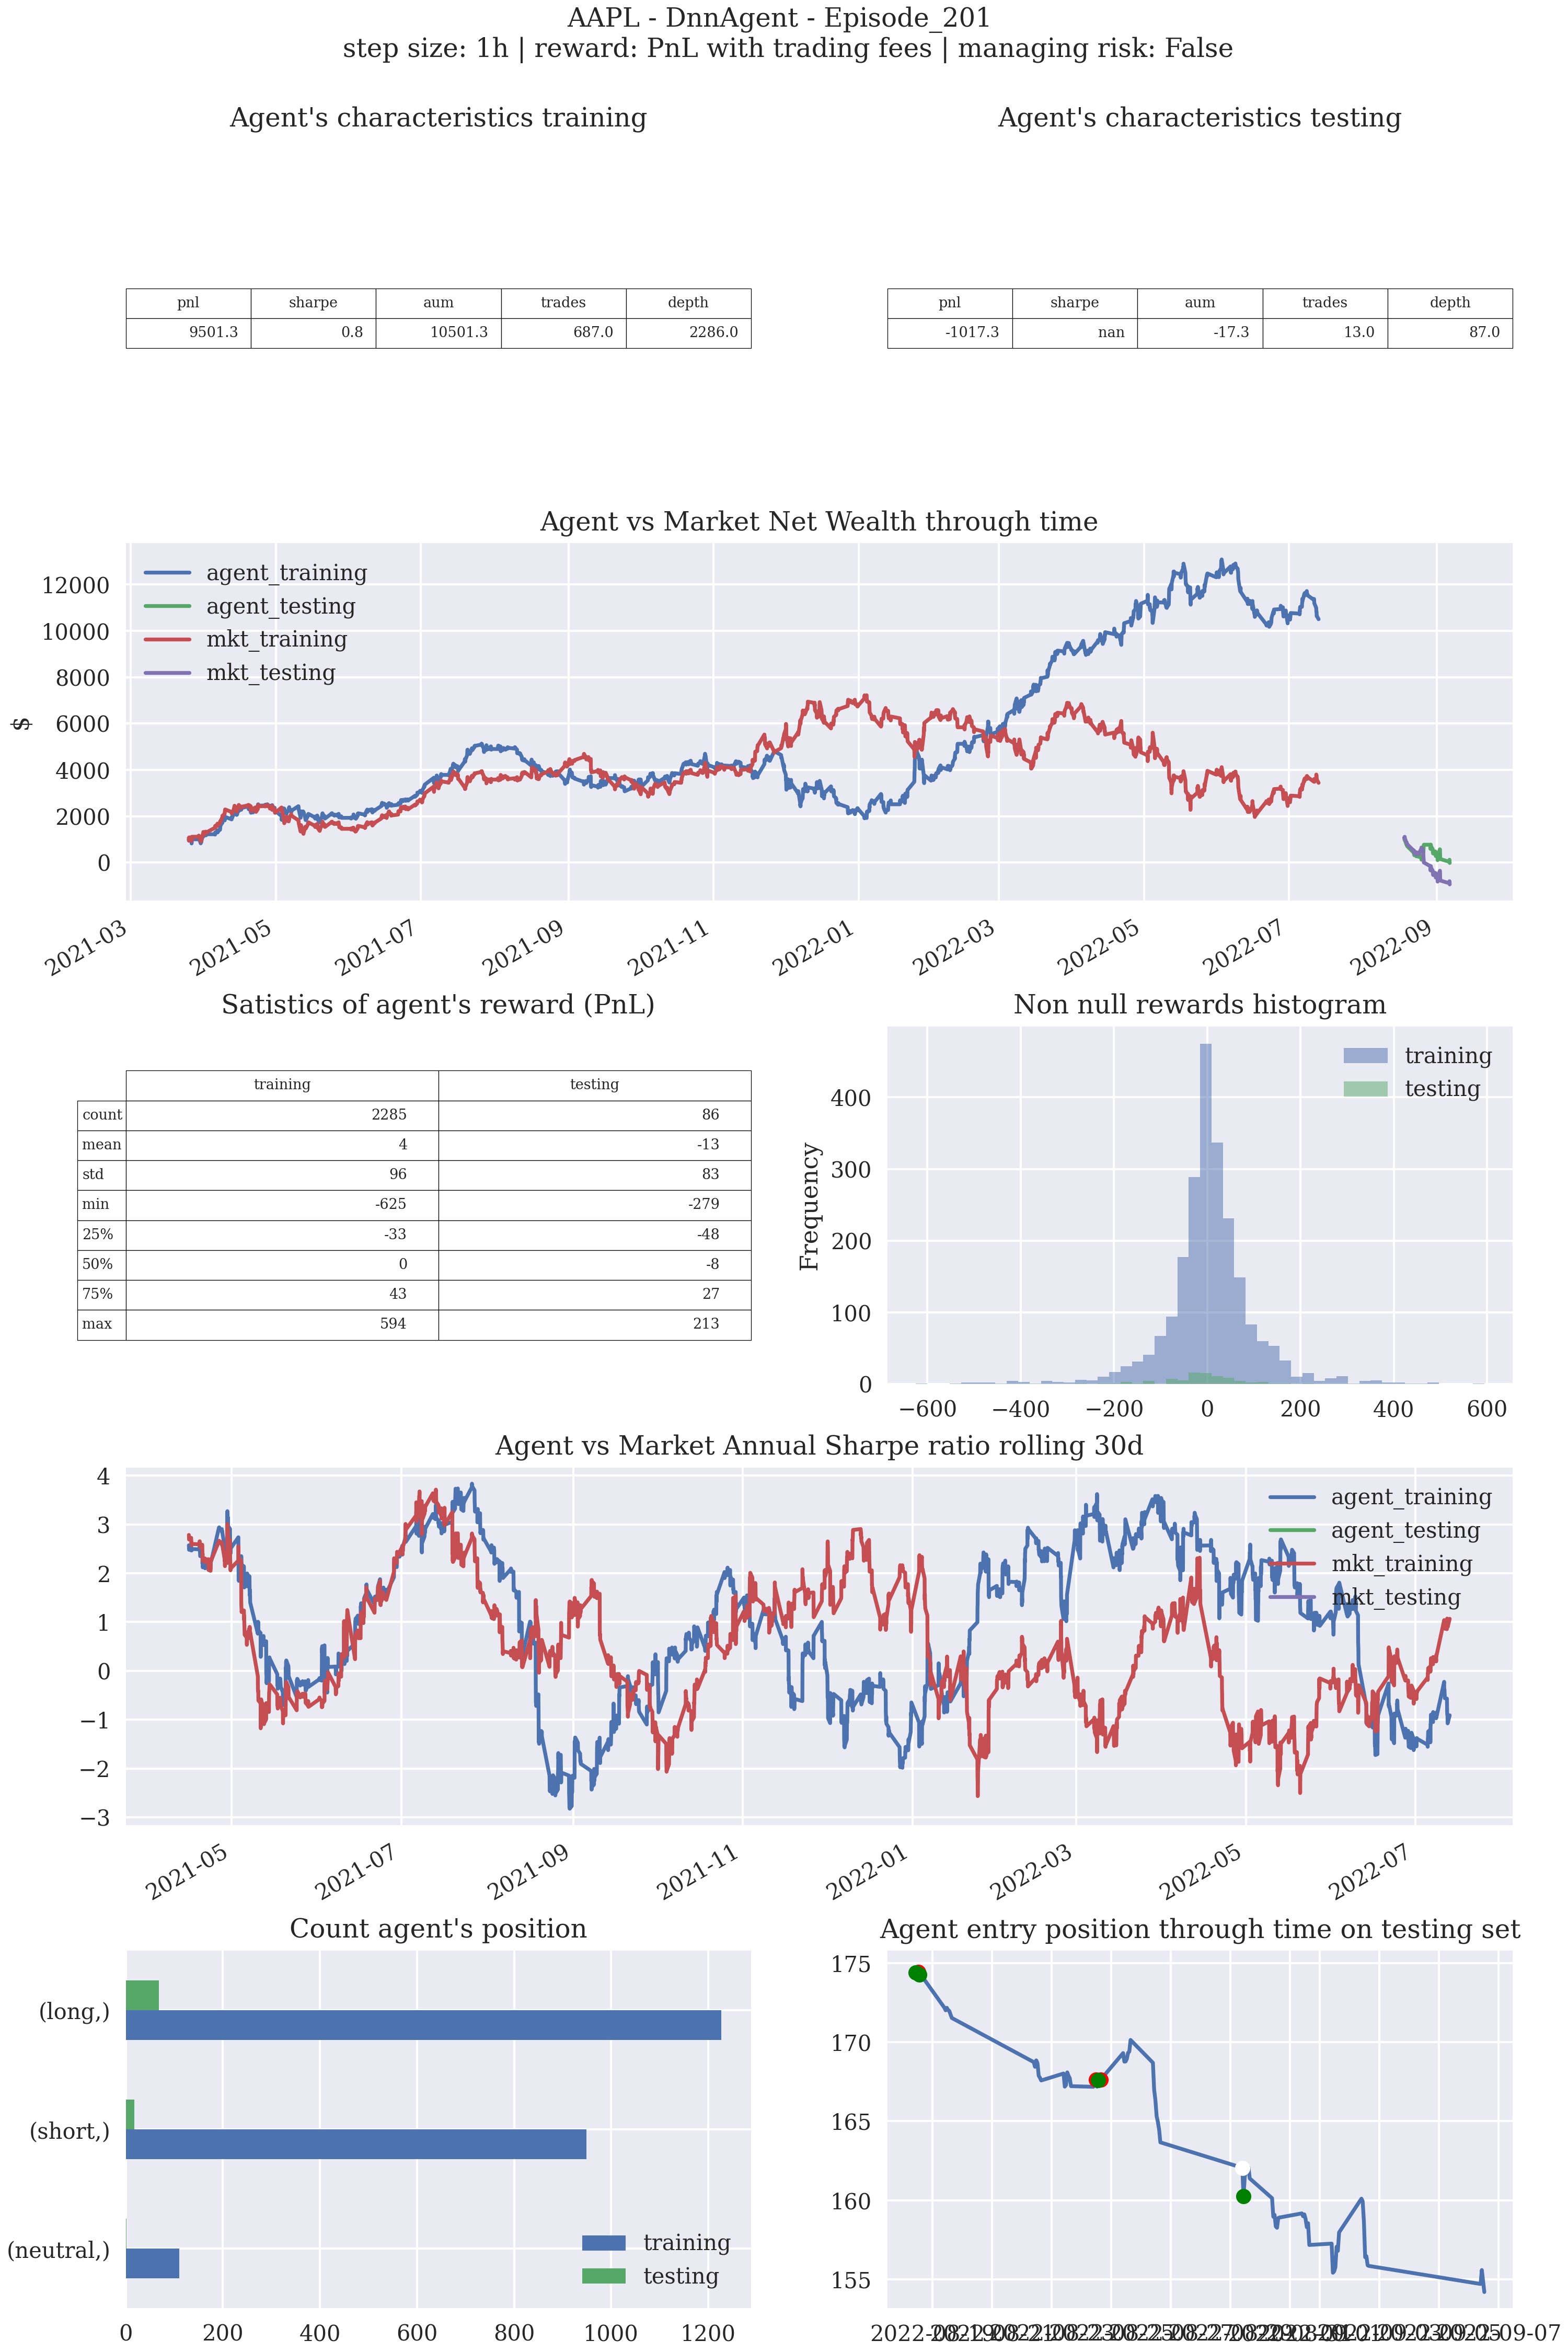 AAPL - DnnAgent - Episode_201
step size: 1h | reward: PnL with trading fees | managing risk: False
Agent's characteristics training
Agent's characteristics testing
pnl sharpe aum trades depth
9501.3 0.8 10501.3 687.0 2286.0
pnl sharpe aum trades depth
-1017.3 nan -17.3 13.0 87.0
Agent vs Market Net Wealth through time
agent_training
agent_testing
mkt_training
mkt_testing
$
12000
10000
8000
6000
4000
2000
0
2021-03 2021-05 2021-07 2021-09 2021-11 2022-01 2022-03 2022-05 2022-07 2022-09
Satistics of agent's reward (PnL)
training testing
count 2285 86
mean 4 -13
std 96 83
min -625 -279
25% -33 -48
50% 0 -8
75% 43 27
max 594 213
Non null rewards histogram
training
testing
Frequency
400
300
200
100
0
−600 −400 −200 0 200 400 600
Agent vs Market Annual Sharpe ratio rolling 30d
agent_training
agent_testing
mkt_training
mkt_testing
4
3
2
1
0
−1
−2
−3
2021-05 2021-07 2021-09 2021-11 2022-01 2022-03 2022-05 2022-07
Count agent's position
(long,)
(short,)
(neutral,)
training
testing
0 200 400 600 800 1000 1200
Agent entry position through time on testing set
175
170
165
160
155